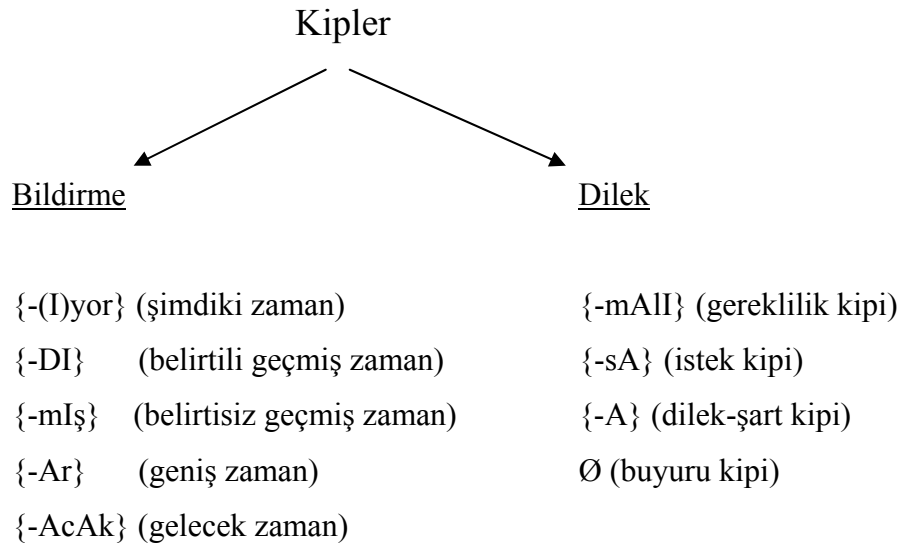 Kipler
Bildirme
{-(I)yor} (şimdiki zaman)
{-DI} (belirtili geçmiş zaman)
{-mIş} (belirtisiz geçmiş zaman)
{-Ar} (geniş zaman)
{-AcAk} (gelecek zaman)
Dilek
{-mAlI} (gereklilik kipi)
{-sA} (istek kipi)
{-A} (dilek-şart kipi)
Ø (buyuru kipi)